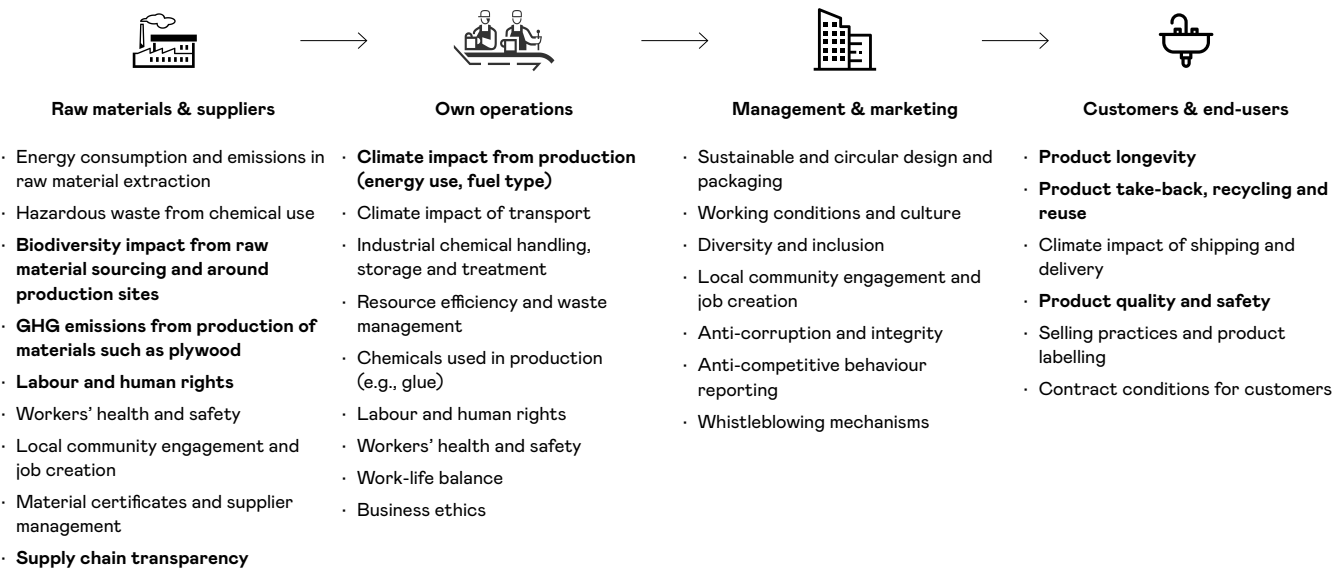 Raw materials & suppliers
· Energy consumption and emissions in
raw material extraction
· Hazardous waste from chemical use
· Biodiversity impact from raw
material sourcing and around
production sites
· GHG emissions from production of
materials such as plywood
· Labour and human rights
· Workers’ health and safety
· Local community engagement and
job creation
· Material certificates and supplier
management
· Supply chain transparency
Own operations
· Climate impact from production
(energy use, fuel type)
· Climate impact of transport
· Industrial chemical handling,
storage and treatment
· Resource efficiency and waste
management
· Chemicals used in production
(e.g., glue)
· Labour and human rights
· Workers’ health and safety
· Work-life balance
· Business ethics
Management & marketing
· Sustainable and circular design and
packaging
· Working conditions and culture
· Diversity and inclusion
· Local community engagement and
job creation
· Anti-corruption and integrity
· Anti-competitive behaviour
reporting
· Whistleblowing mechanisms
Customers & end-users
· Product longevity
· Product take-back, recycling and
reuse
· Climate impact of shipping and
delivery
· Product quality and safety
· Selling practices and product
labelling
· Contract conditions for customers